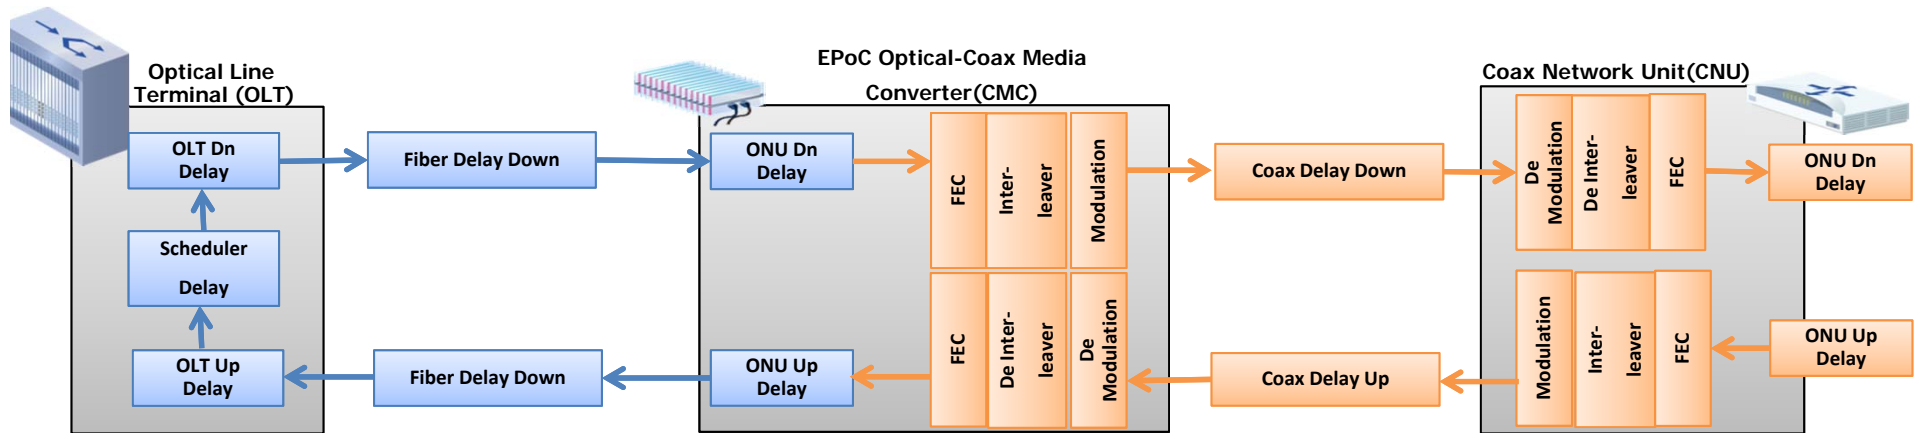 Optical Line
Terminal (OLT)
EPoC Optical-Coax Media
Converter(CMC)
Coax Network Unit(CNU)
OLT Dn
Delay
Fiber Delay Down
ONU Dn
Delay
FEC
Inter-
leaver
Modulation
Coax Delay Down
De
Modulation
De Inter-
leaver
FEC
ONU Dn
Delay
Scheduler
Delay
OLT Up
Delay
Fiber Delay Down
ONU Up
Delay
FEC
De Inter-
leaver
De
Modulation
Coax Delay Up
Modulation
Inter-
leaver
FEC
ONU Up
Delay